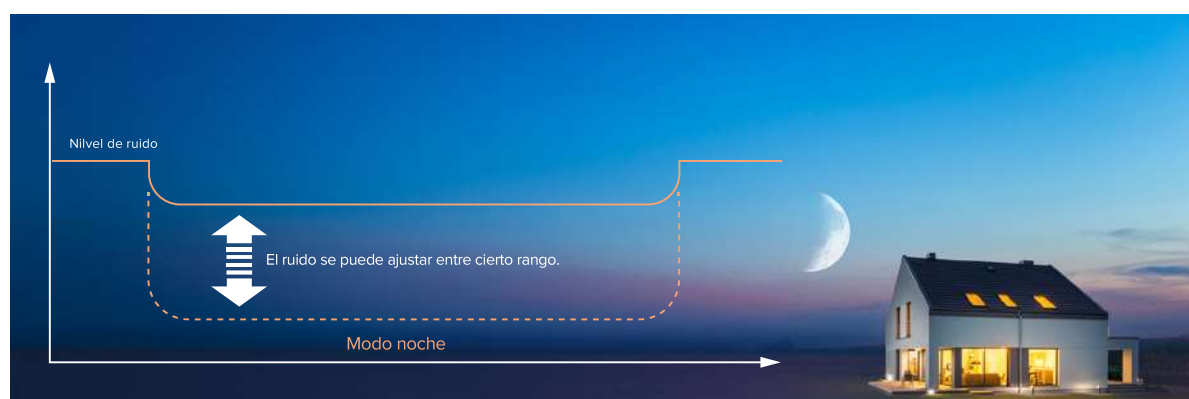 Nilvel de ruido
El ruido se puede ajustar entre cierto rango.
Modo noche